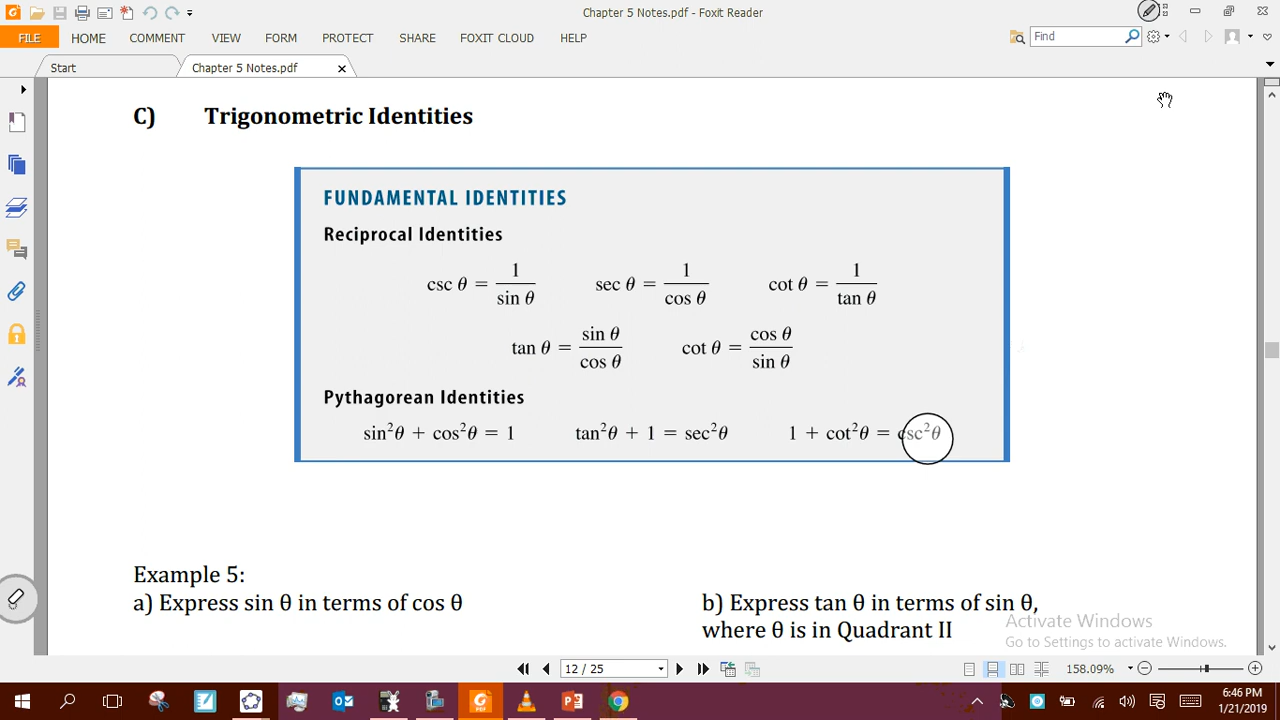 Chapter 5 Notes.pdf - Foxit Reader
FILE HOME COMMENT VIEW FORM PROTECT SHARE FOXIT CLOUD HELP Find
Start Chapter 5 Notes.pdf
C) Trigonometric Identities
FUNDAMENTAL IDENTITIES
Reciprocal Identities
csc θ = 1/sin θ sec θ = 1/cos θ cot θ = 1/tan θ
tan θ = sin θ/cos θ cot θ = cos θ/sin θ
Pythagorean Identities
sin²θ + cos²θ = 1 tan²θ + 1 = sec²θ 1 + cot²θ = csc²θ
Example 5:
a) Express sin θ in terms of cos θ
b) Express tan θ in terms of sin θ,
where θ is in Quadrant II
Activate Windows
Go to Settings to activate Windows.
12 / 25 158.09%
6:46 PM
1/21/2019